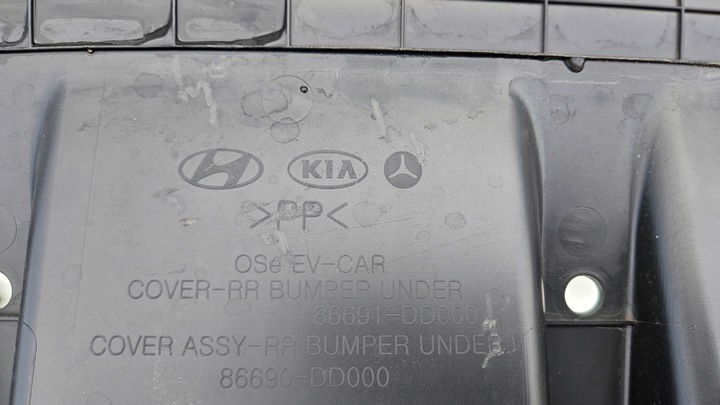 KIA
>PP<
OSe EV-CAR
COVER-RR BUMPER UNDER
86691-DD000
COVER ASSY-RR BUMPER UNDER
86690-DD000